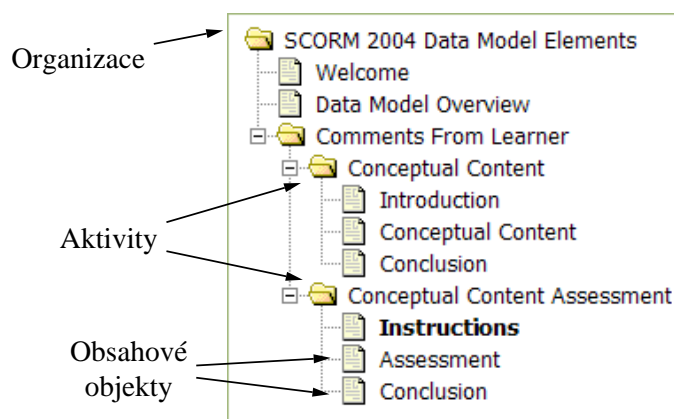 SCORM 2004 Data Model Elements
Organizace
Welcome
Data Model Overview
Comments From Learner
Conceptual Content
Introduction
Aktivity
Conceptual Content
Conclusion
Conceptual Content Assessment
Instructions
Obsahové
objekty
Assessment
Conclusion